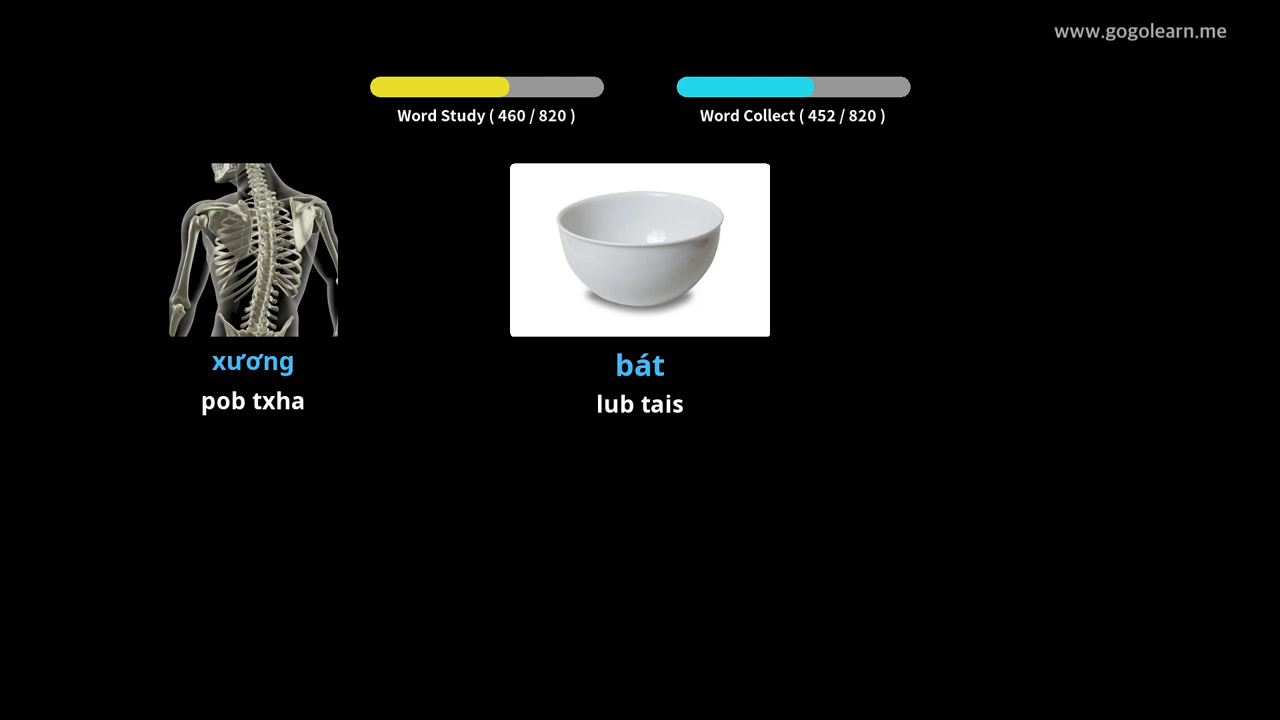 www.gogolearn.me
Word Study ( 460 / 820 )
Word Collect ( 452 / 820 )
xương
pob txha
bát
lub tais